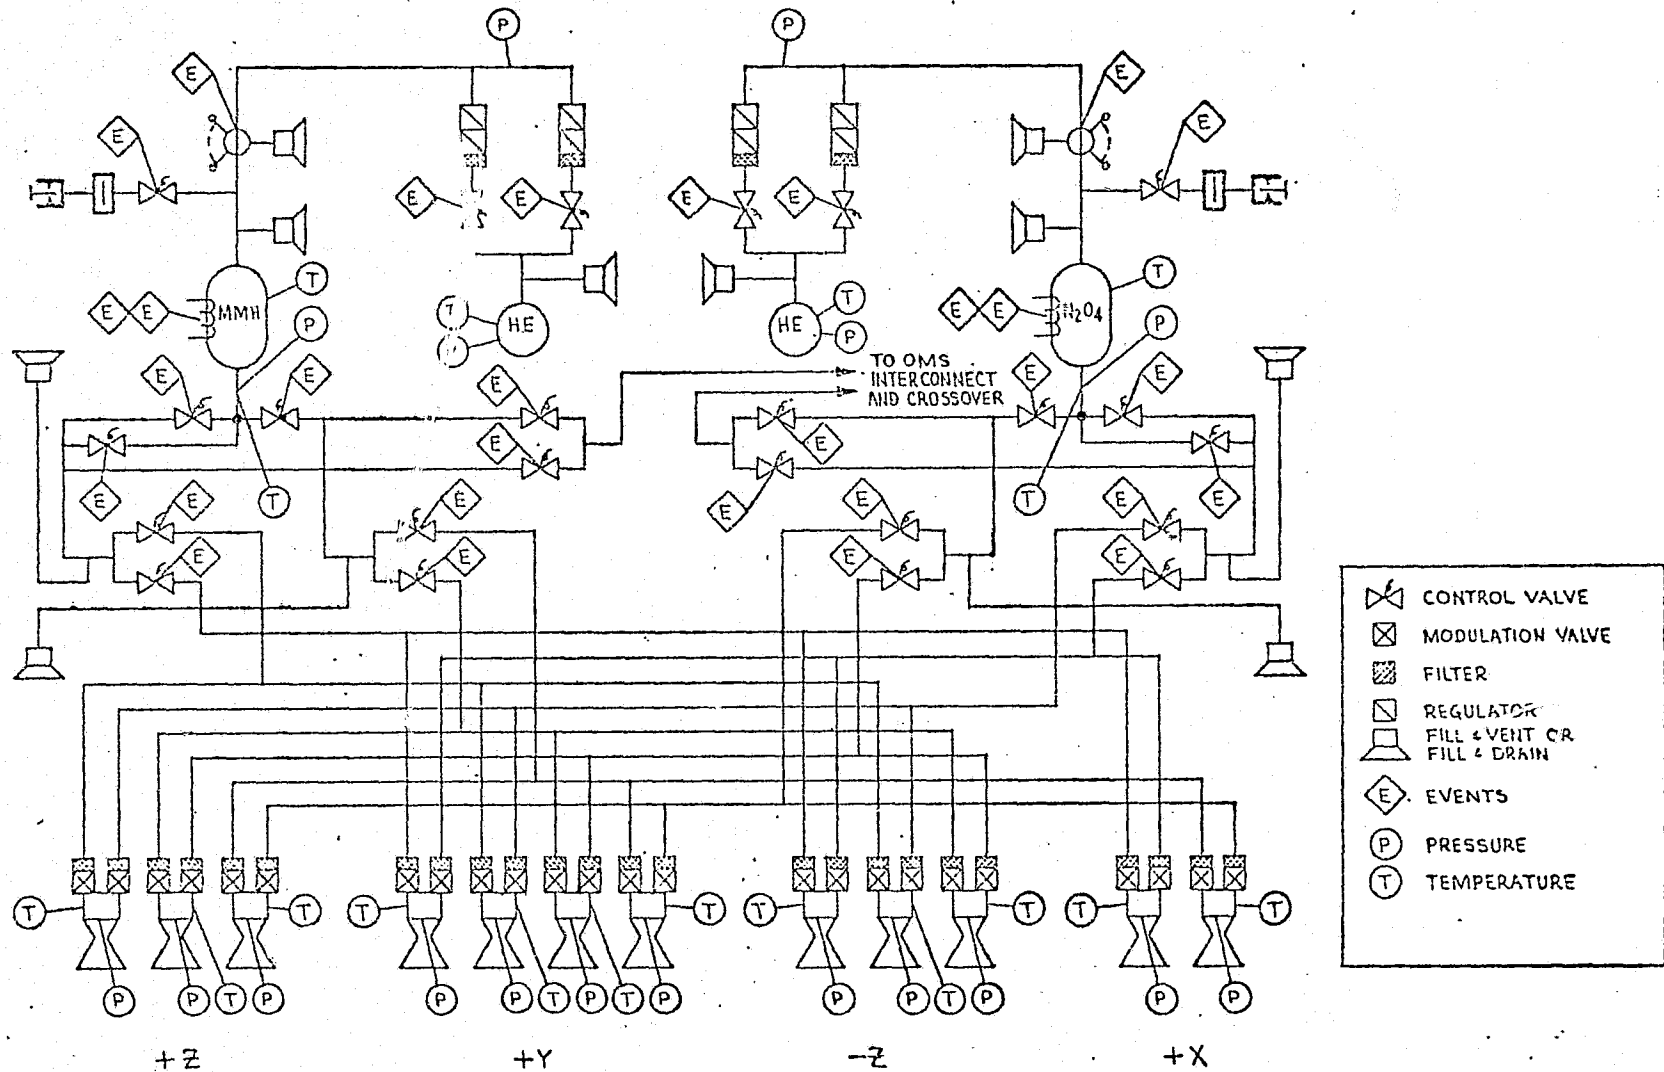 P P
E E
E E
E E E E
T T
E E MMH HE HE T E E N2O4
P P P
TO OMS
INTERCONNECT
AND CROSSOVER
E E E E E
E E
E T E T E
E E E E
E E E E
CONTROL VALVE
MODULATION VALVE
FILTER
REGULATOR
FILL & VENT OR
FILL & DRAIN
E EVENTS
P PRESSURE
T TEMPERATURE
T T T T T T T T
P P T P P P T P T P P P T P P P
+Z +Y -Z +X